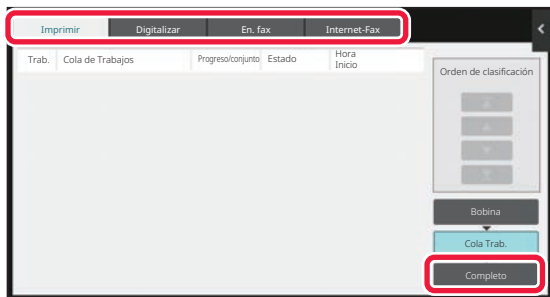 Imprimir Digitalizar En. fax Internet-Fax
Trab. Cola de Trabajos Progreso/conjunto Estado Hora
Inicio
Orden de clasificación
Bobina
Cola Trab.
Completo